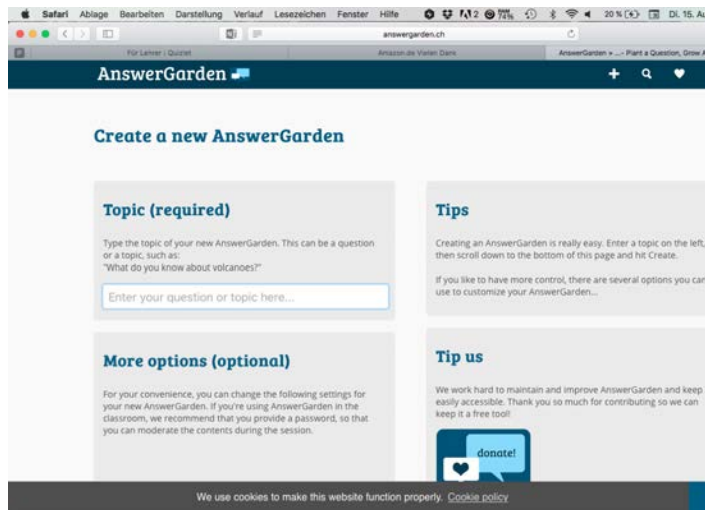 Safari Ablage Bearbeiten Darstellung Verlauf Lesezeichen Fenster Hilfe 20 % Di. 15. Au
answergarden.ch
Für Lehrer | Quizlet
Amazon.de Vielen Dank
AnswerGarden » ...- Plant a Question, Grow A
AnswerGarden
Create a new AnswerGarden
Topic (required)
Type the topic of your new AnswerGarden. This can be a question
or a topic, such as:
"What do you know about volcanoes?"
Enter your question or topic here...
More options (optional)
For your convenience, you can change the following settings for
your new AnswerGarden. If you're using AnswerGarden in the
classroom, we recommend that you provide a password, so that
you can moderate the contents during the session.
Tips
Creating an AnswerGarden is really easy. Enter a topic on the left,
then scroll down to the bottom of this page and hit Create.
If you like to have more control, there are several options you can
use to customize your AnswerGarden...
Tip us
We work hard to maintain and improve AnswerGarden and keep
easily accessible. Thank you so much for contributing so we can
keep it a free tool!
donate!
We use cookies to make this website function properly. Cookie policy